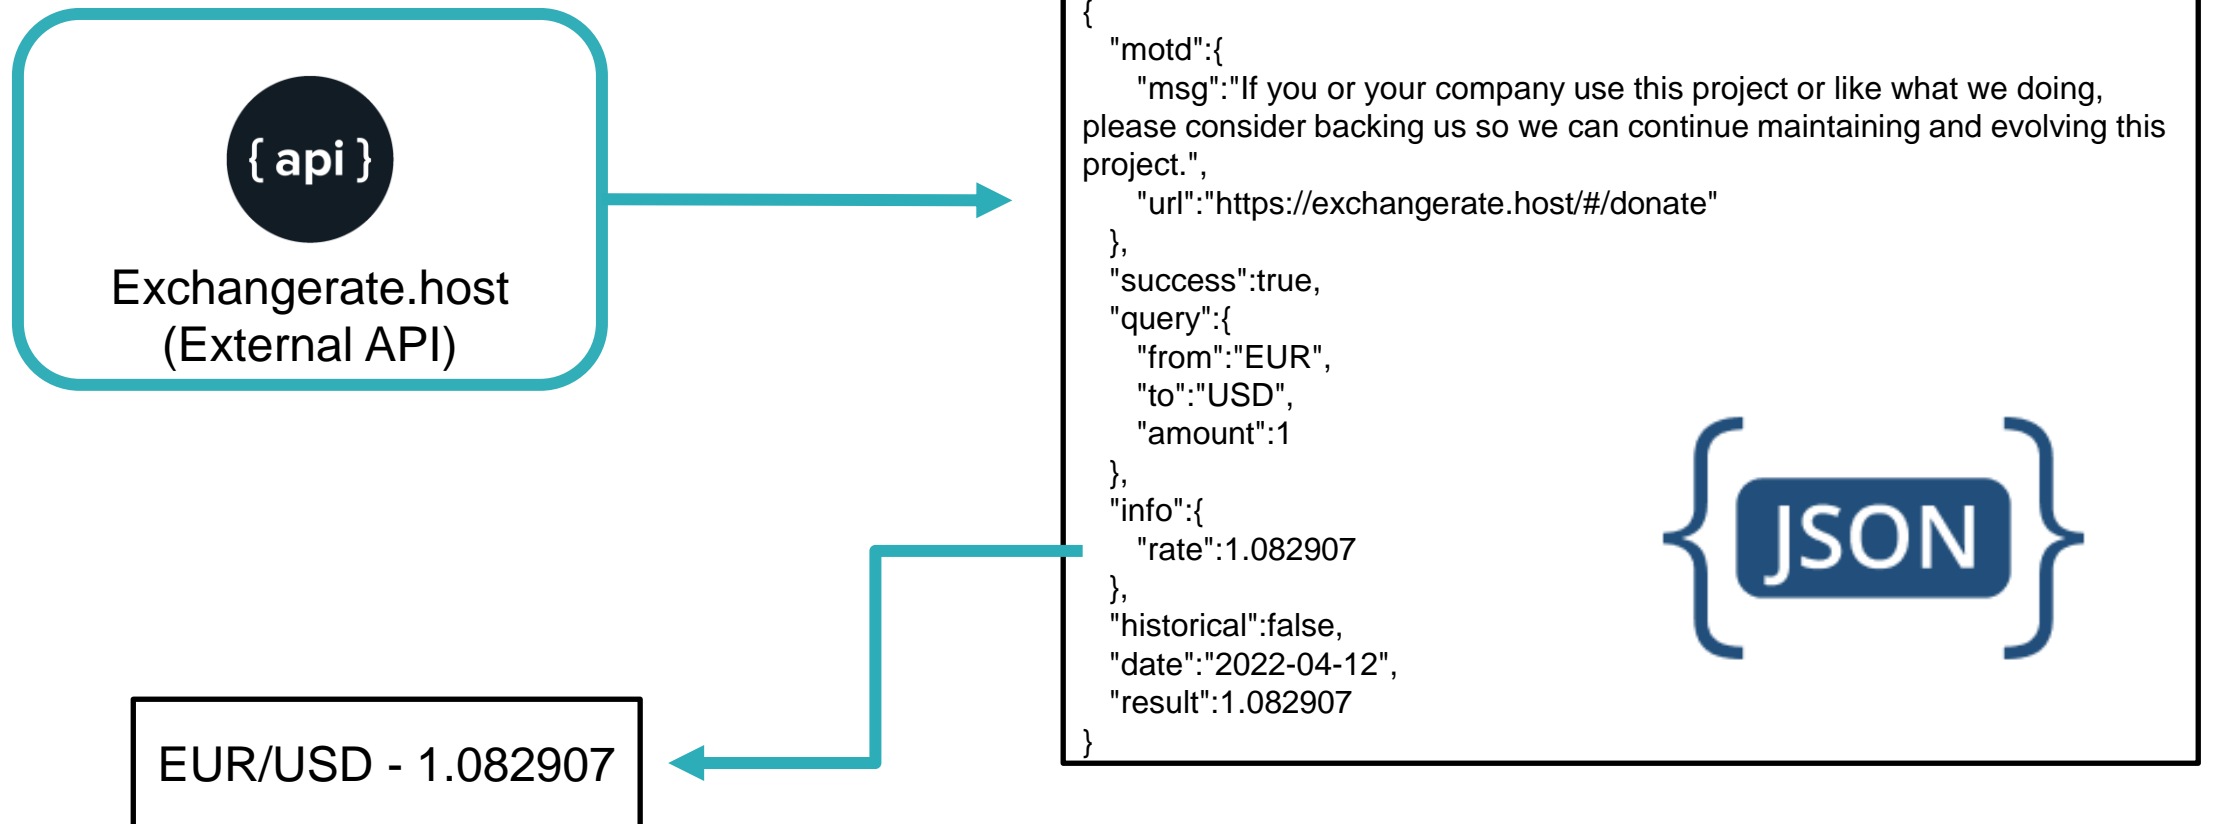 { api }
Exchangerate.host
(External API)
{
"motd":{
"msg":"If you or your company use this project or like what we doing,
please consider backing us so we can continue maintaining and evolving this
project.",
"url":"https://exchangerate.host/#/donate"
},
"success":true,
"query":{
"from":"EUR",
"to":"USD",
"amount":1
},
"info":{
"rate":1.082907
},
"historical":false,
"date":"2022-04-12",
"result":1.082907
}
{JSON}
EUR/USD - 1.082907